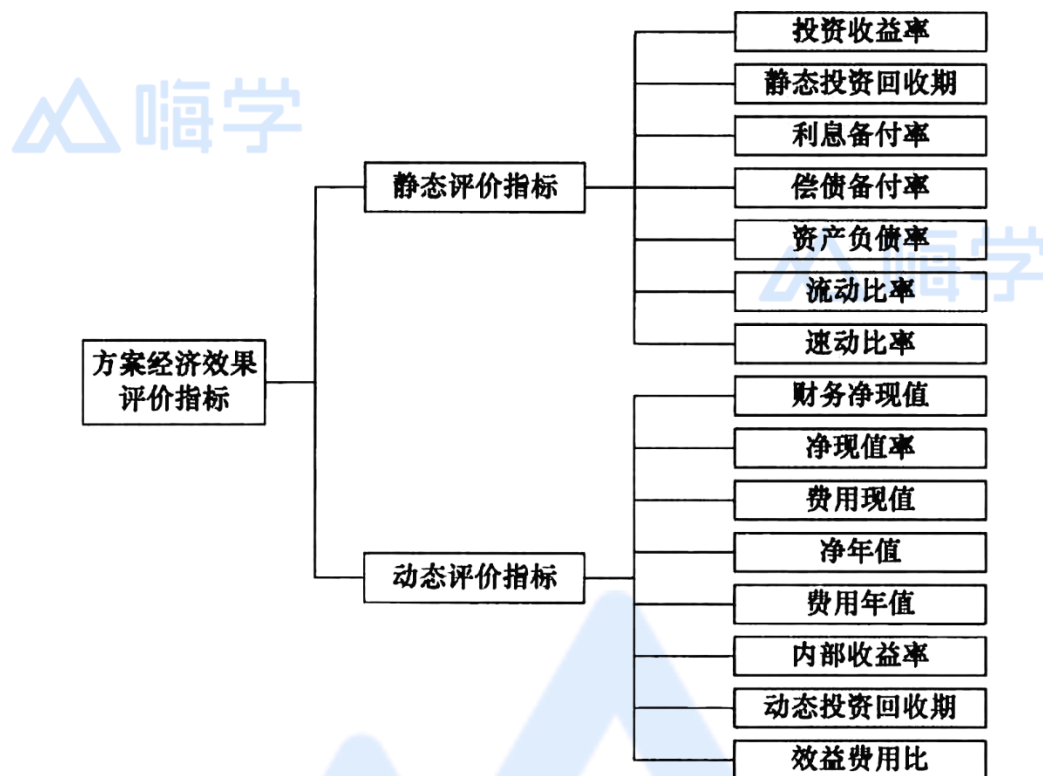 投资收益率
静态投资回收期
嗨学
利息备付率
静态评价指标
偿债备付率
资产负债率
嗨学
流动比率
速动比率
方案经济效果
评价指标
财务净现值
净现值率
费用现值
净年值
动态评价指标
费用年值
内部收益率
动态投资回收期
效益费用比